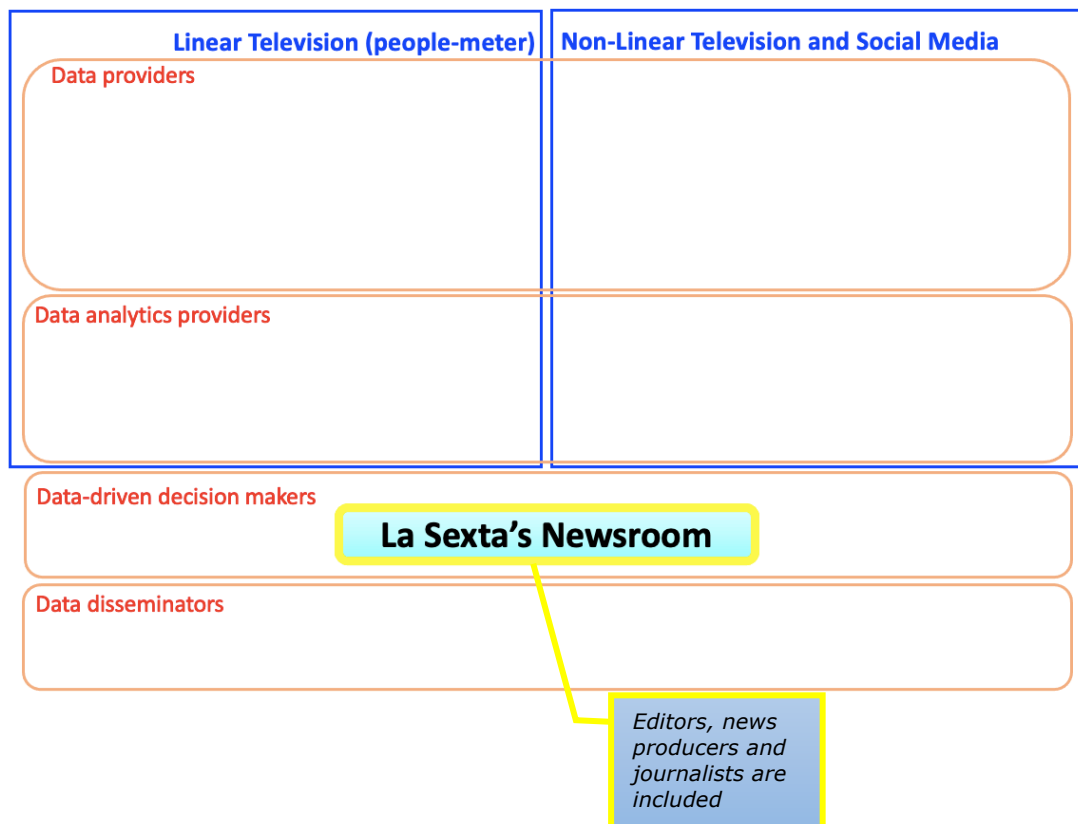 Linear Television (people-meter)
Non-Linear Television and Social Media
Data providers
Data analytics providers
Data-driven decision makers
La Sexta’s Newsroom
Data disseminators
Editors, news
producers and
journalists are
included